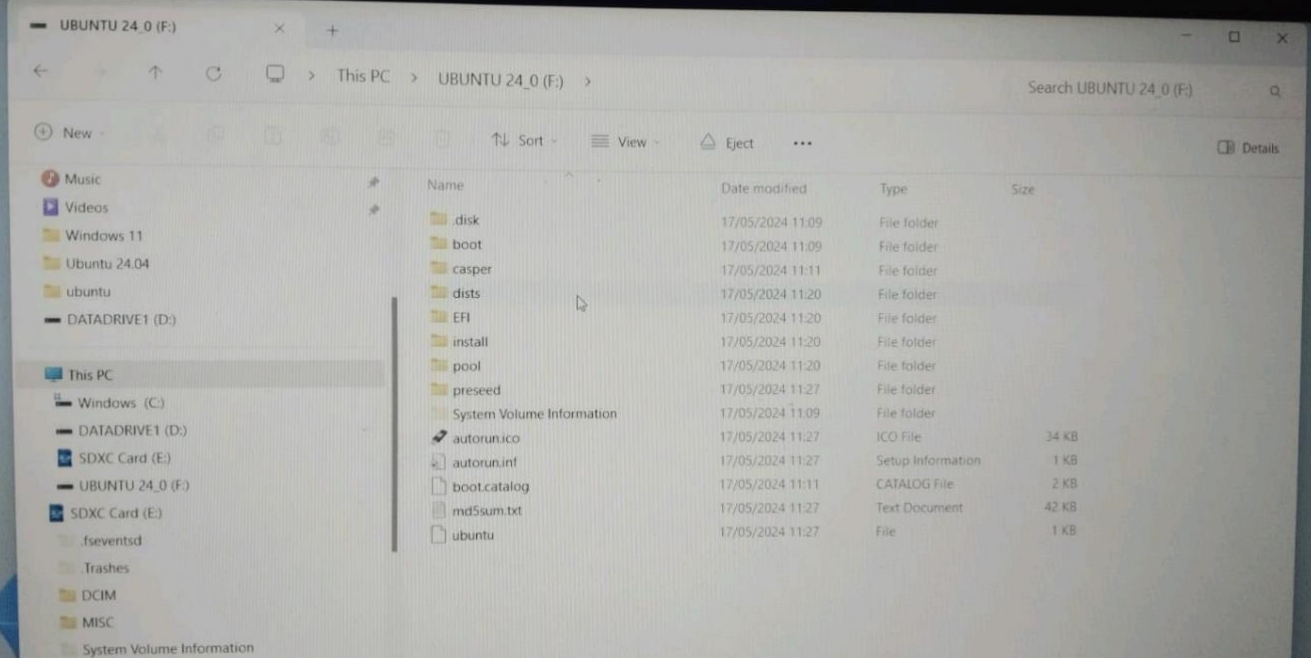 UBUNTU 24_0 (F:)
This PC > UBUNTU 24_0 (F:) >
Search UBUNTU 24_0 (F:)
New
Sort
View
Eject
Details
Music
Videos
Windows 11
Ubuntu 24.04
ubuntu
DATADRIVE1 (D:)
This PC
Windows (C:)
DATADRIVE1 (D:)
SDXC Card (E:)
UBUNTU 24_0 (F:)
SDXC Card (E:)
.fseventsd
.Trashes
DCIM
MISC
System Volume Information
Name Date modified Type Size
.disk 17/05/2024 11:09 File folder
boot 17/05/2024 11:09 File folder
casper 17/05/2024 11:11 File folder
dists 17/05/2024 11:20 File folder
EFI 17/05/2024 11:20 File folder
install 17/05/2024 11:20 File folder
pool 17/05/2024 11:20 File folder
preseed 17/05/2024 11:27 File folder
System Volume Information 17/05/2024 11:09 File folder
autorun.ico 17/05/2024 11:27 ICO File 34 KB
autorun.inf 17/05/2024 11:27 Setup Information 1 KB
boot.catalog 17/05/2024 11:11 CATALOG File 2 KB
md5sum.txt 17/05/2024 11:27 Text Document 42 KB
ubuntu 17/05/2024 11:27 File 1 KB